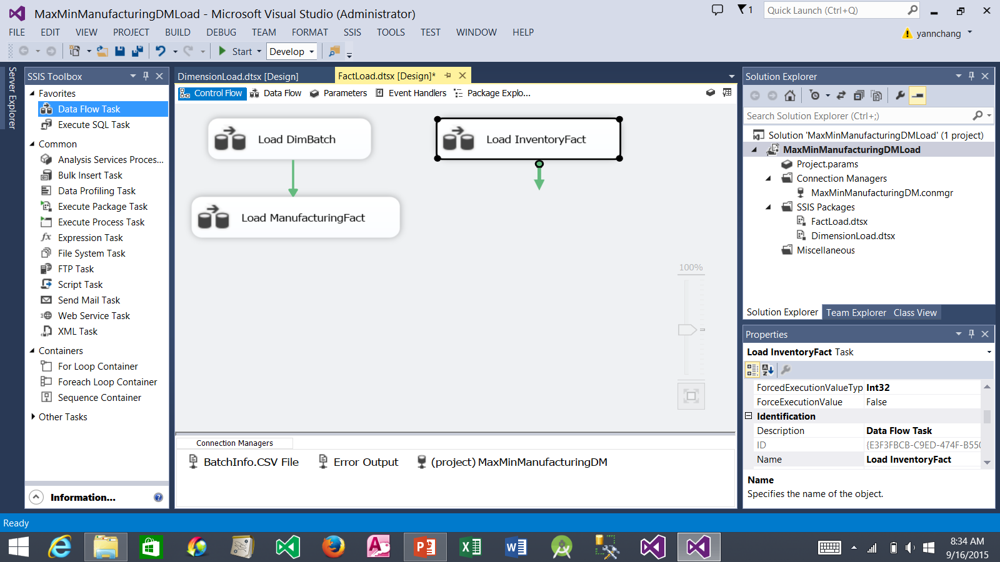 MaxMinManufacturingDMLoad - Microsoft Visual Studio (Administrator)
1
Quick Launch (Ctrl+Q)
FILE EDIT VIEW PROJECT BUILD DEBUG TEAM FORMAT SSIS TOOLS TEST WINDOW HELP
yannchang
Start
Develop
Server Explorer
SSIS Toolbox
Favorites
Data Flow Task
Execute SQL Task
Common
Analysis Services Proces...
Bulk Insert Task
Data Profiling Task
Execute Package Task
Execute Process Task
Expression Task
File System Task
FTP Task
Script Task
Send Mail Task
Web Service Task
XML Task
Containers
For Loop Container
Foreach Loop Container
Sequence Container
Other Tasks
Information...
DimensionLoad.dtsx [Design]
FactLoad.dtsx [Design]*
Control Flow
Data Flow
Parameters
Event Handlers
Package Explo...
Load DimBatch
Load InventoryFact
Load ManufacturingFact
100%
Connection Managers
BatchInfo.CSV File
Error Output
(project) MaxMinManufacturingDM
Solution Explorer
Search Solution Explorer (Ctrl+;)
Solution 'MaxMinManufacturingDMLoad' (1 project)
MaxMinManufacturingDMLoad
Project.params
Connection Managers
MaxMinManufacturingDM.conmgr
SSIS Packages
FactLoad.dtsx
DimensionLoad.dtsx
Miscellaneous
Solution Explorer
Team Explorer
Class View
Properties
Load InventoryFact Task
ForcedExecutionValueTyp Int32
ForceExecutionValue False
Identification
Description Data Flow Task
ID {E3F3FBCB-C9ED-474F-B550
Name Load InventoryFact
Name
Specifies the name of the object.
Ready
8:34 AM
9/16/2015